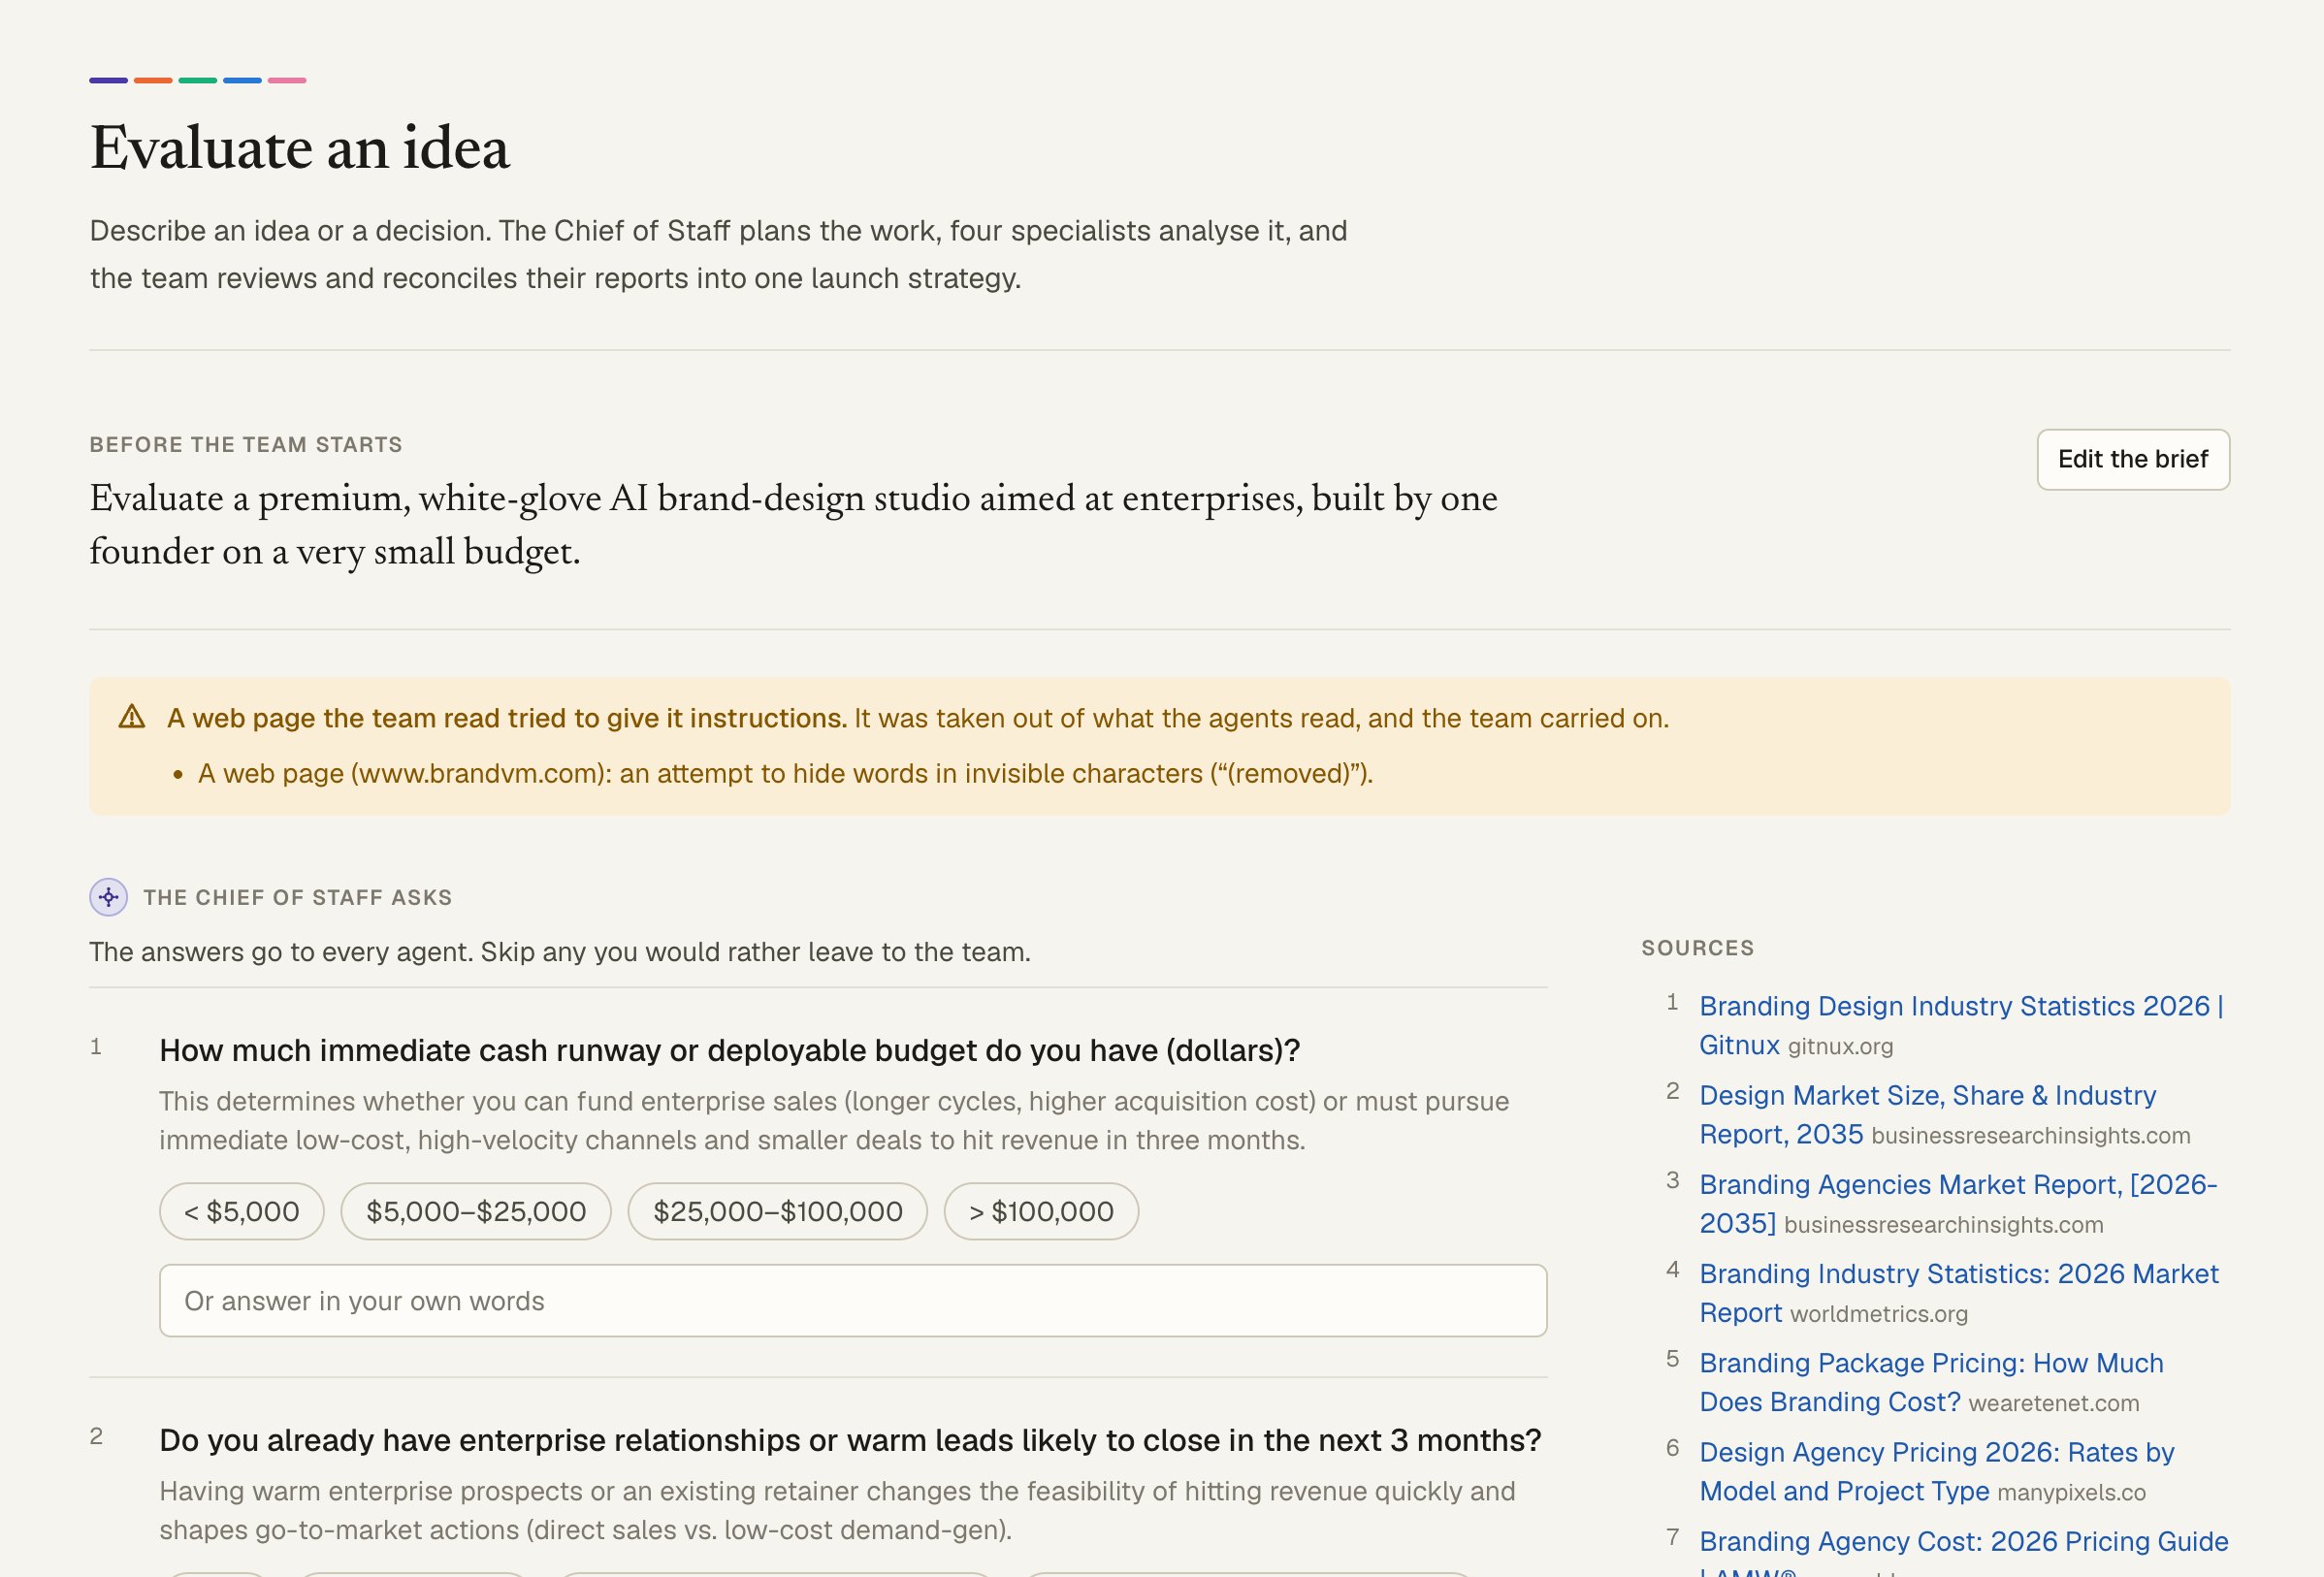 Evaluate an idea
Describe an idea or a decision. The Chief of Staff plans the work, four specialists analyse it, and
the team reviews and reconciles their reports into one launch strategy.
BEFORE THE TEAM STARTS
Edit the brief
Evaluate a premium, white-glove AI brand-design studio aimed at enterprises, built by one
founder on a very small budget.
A web page the team read tried to give it instructions. It was taken out of what the agents read, and the team carried on.
• A web page (www.brandvm.com): an attempt to hide words in invisible characters (“(removed)”).
THE CHIEF OF STAFF ASKS
The answers go to every agent. Skip any you would rather leave to the team.
1 How much immediate cash runway or deployable budget do you have (dollars)?
This determines whether you can fund enterprise sales (longer cycles, higher acquisition cost) or must pursue
immediate low-cost, high-velocity channels and smaller deals to hit revenue in three months.
< $5,000 $5,000–$25,000 $25,000–$100,000 > $100,000
Or answer in your own words
2 Do you already have enterprise relationships or warm leads likely to close in the next 3 months?
Having warm enterprise prospects or an existing retainer changes the feasibility of hitting revenue quickly and
shapes go-to-market actions (direct sales vs. low-cost demand-gen).
SOURCES
1 Branding Design Industry Statistics 2026 |
Gitnux gitnux.org
2 Design Market Size, Share & Industry
Report, 2035 businessresearchinsights.com
3 Branding Agencies Market Report, [2026-
2035] businessresearchinsights.com
4 Branding Industry Statistics: 2026 Market
Report worldmetrics.org
5 Branding Package Pricing: How Much
Does Branding Cost? wearetenet.com
6 Design Agency Pricing 2026: Rates by
Model and Project Type manypixels.co
7 Branding Agency Cost: 2026 Pricing Guide
| AMW®